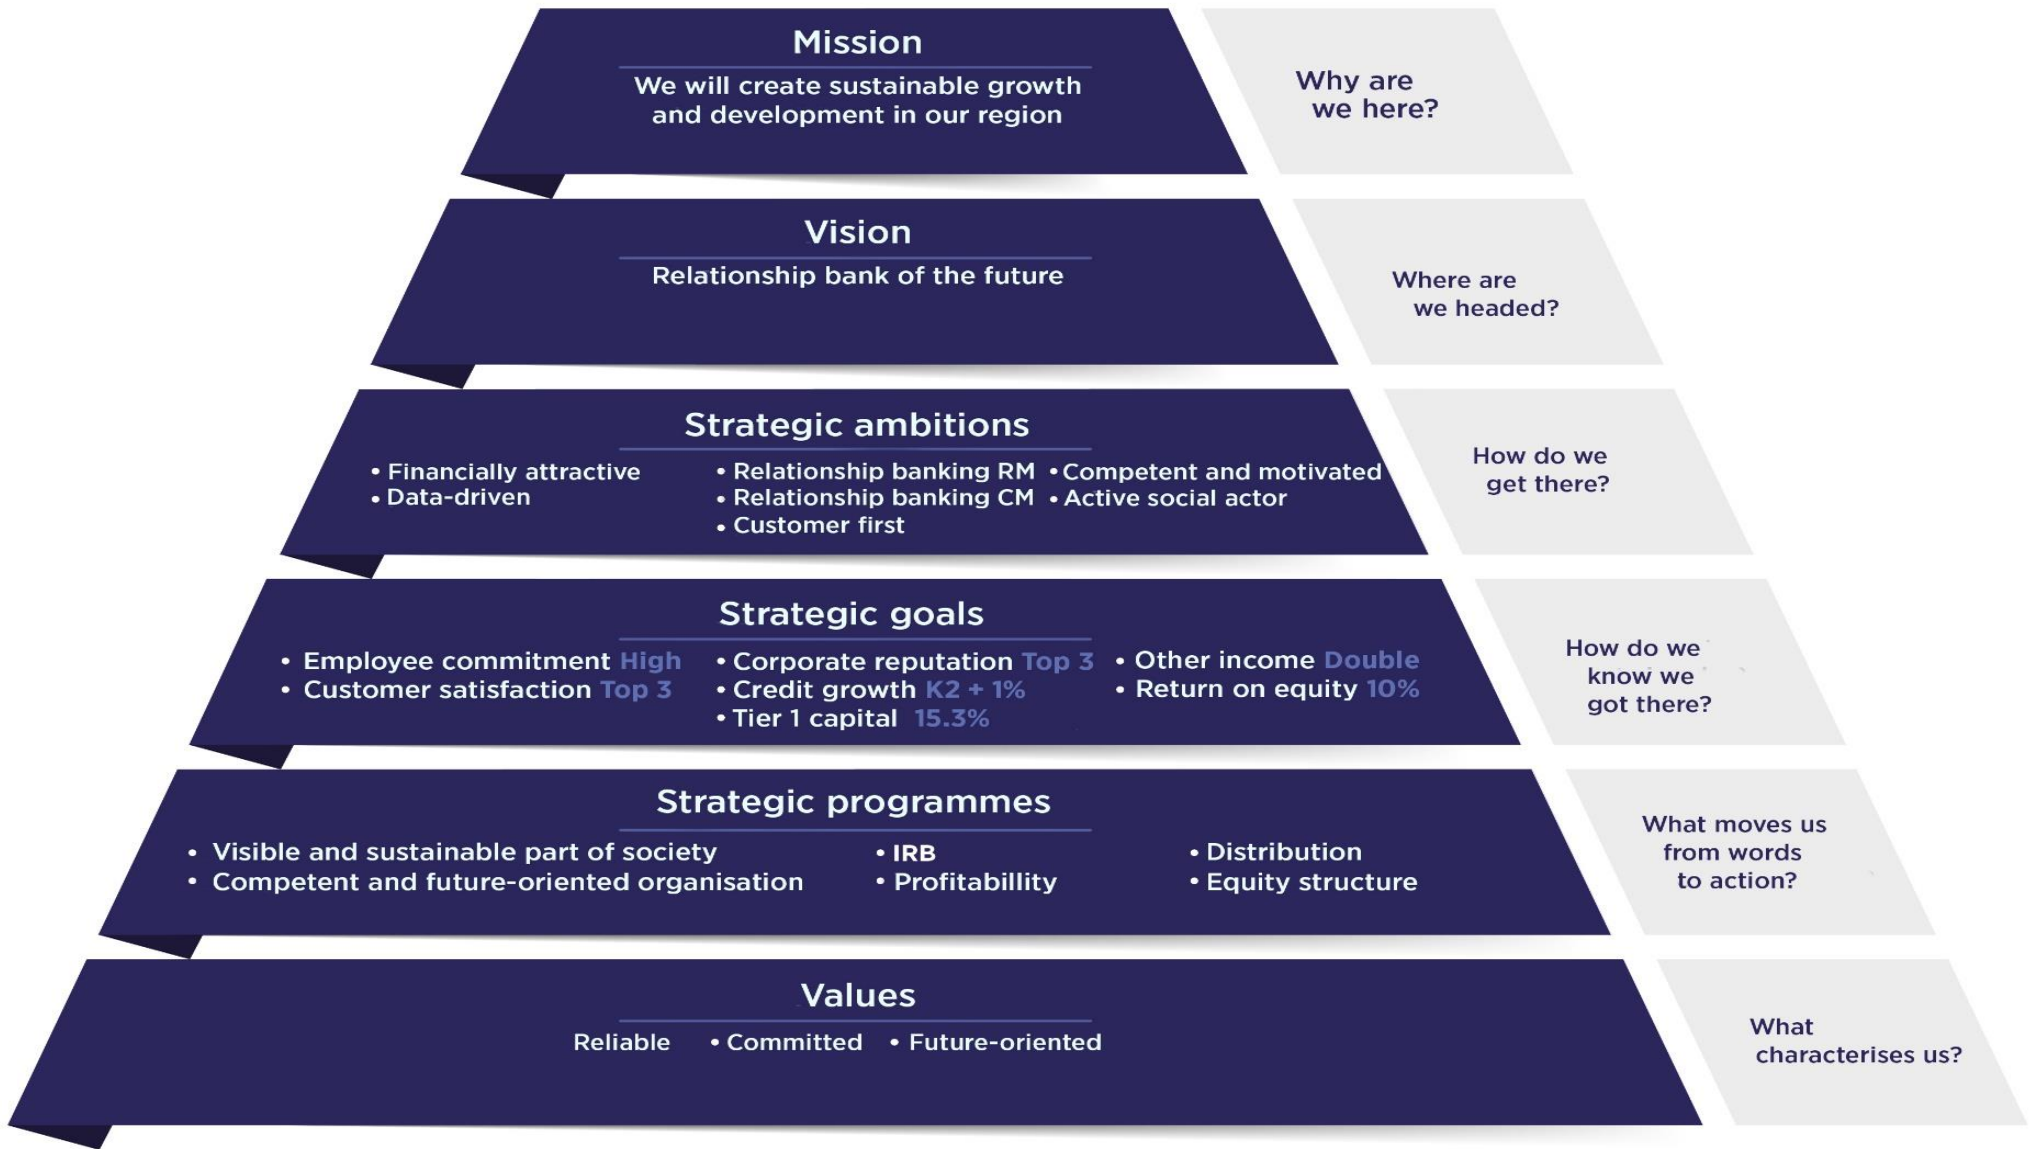 Mission
We will create sustainable growth
and development in our region
Why are
we here?
Vision
Relationship bank of the future
Where are
we headed?
Strategic ambitions
• Financially attractive
• Data-driven
• Relationship banking RM
• Relationship banking CM
• Customer first
• Competent and motivated
• Active social actor
How do we
get there?
Strategic goals
• Employee commitment High
• Customer satisfaction Top 3
• Corporate reputation Top 3
• Credit growth K2 + 1%
• Tier 1 capital 15.3%
• Other income Double
• Return on equity 10%
How do we
know we
got there?
Strategic programmes
• Visible and sustainable part of society
• Competent and future-oriented organisation
• IRB
• Profitabillity
• Distribution
• Equity structure
What moves us
from words
to action?
Values
Reliable • Committed • Future-oriented
What
characterises us?